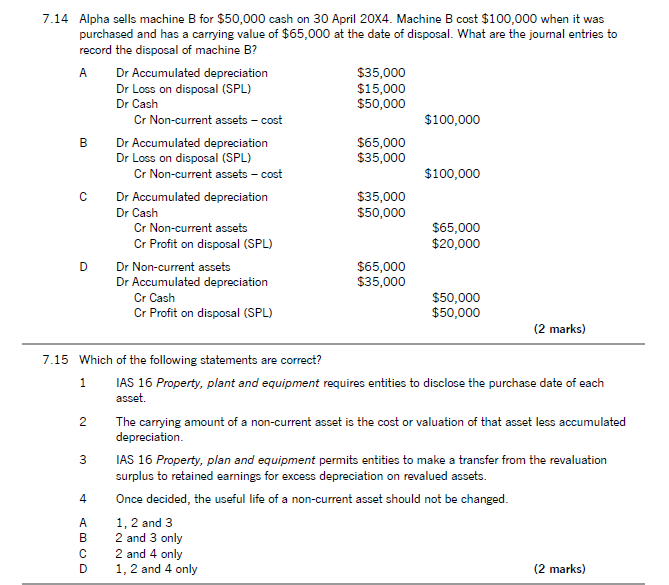 7.14 Alpha sells machine B for $50,000 cash on 30 April 20X4. Machine B cost $100,000 when it was
purchased and has a carrying value of $65,000 at the date of disposal. What are the journal entries to
record the disposal of machine B?
A Dr Accumulated depreciation $35,000
Dr Loss on disposal (SPL) $15,000
Dr Cash $50,000
Cr Non-current assets – cost $100,000
B Dr Accumulated depreciation $65,000
Dr Loss on disposal (SPL) $35,000
Cr Non-current assets – cost $100,000
C Dr Accumulated depreciation $35,000
Dr Cash $50,000
Cr Non-current assets $65,000
Cr Profit on disposal (SPL) $20,000
D Dr Non-current assets $65,000
Dr Accumulated depreciation $35,000
Cr Cash $50,000
Cr Profit on disposal (SPL) $50,000
(2 marks)
7.15 Which of the following statements are correct?
1 IAS 16 Property, plant and equipment requires entities to disclose the purchase date of each
asset.
2 The carrying amount of a non-current asset is the cost or valuation of that asset less accumulated
depreciation.
3 IAS 16 Property, plan and equipment permits entities to make a transfer from the revaluation
surplus to retained earnings for excess depreciation on revalued assets.
4 Once decided, the useful life of a non-current asset should not be changed.
A 1, 2 and 3
B 2 and 3 only
C 2 and 4 only
D 1, 2 and 4 only (2 marks)